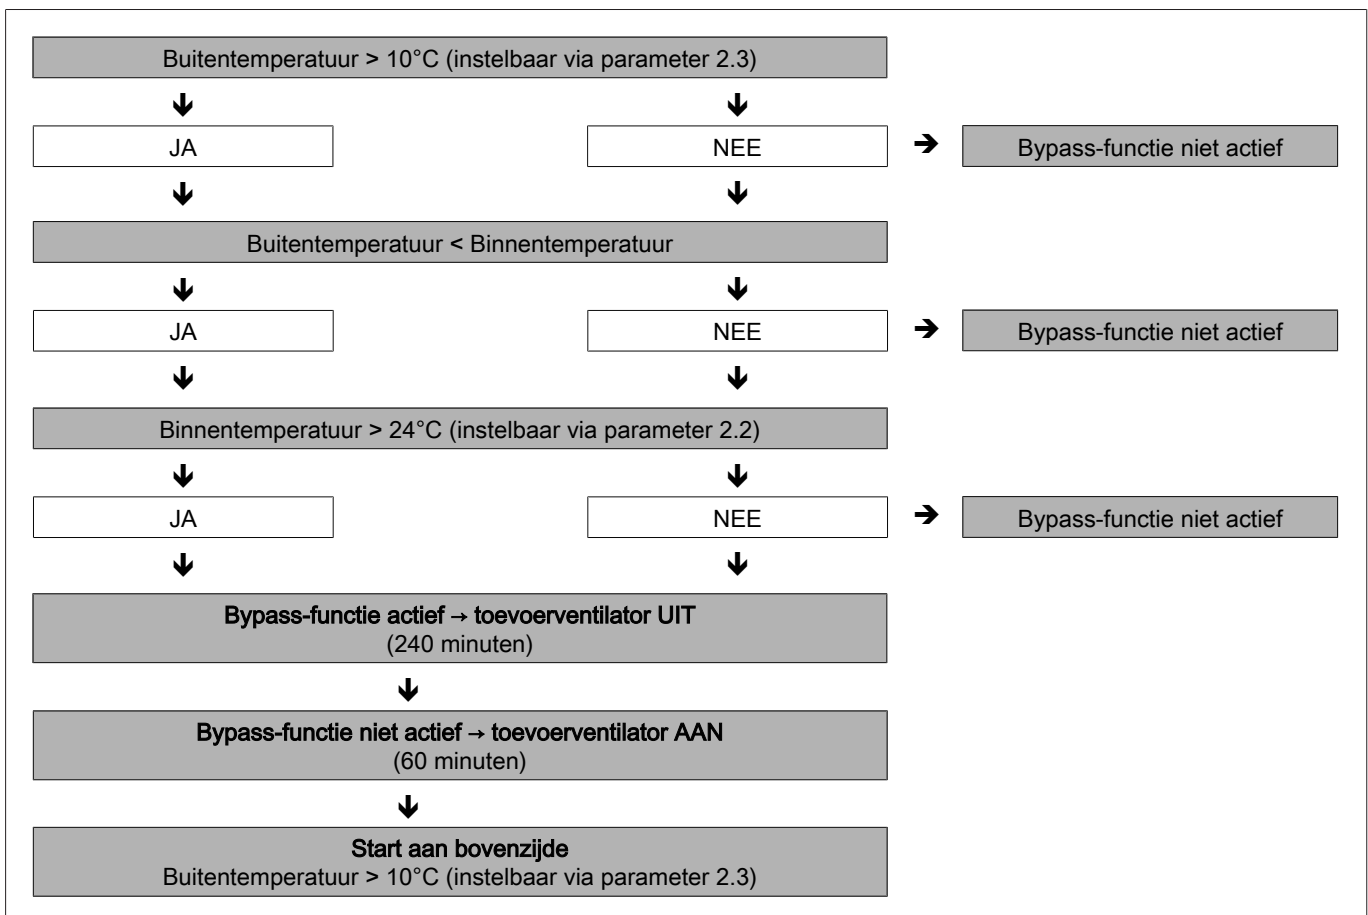 Buitentemperatuur > 10°C (instelbaar via parameter 2.3)
JA
NEE
Bypass-functie niet actief
Buitentemperatuur < Binnentemperatuur
JA
NEE
Bypass-functie niet actief
Binnentemperatuur > 24°C (instelbaar via parameter 2.2)
JA
NEE
Bypass-functie niet actief
Bypass-functie actief → toevoerventilator UIT
(240 minuten)
Bypass-functie niet actief → toevoerventilator AAN
(60 minuten)
Start aan bovenzijde
Buitentemperatuur > 10°C (instelbaar via parameter 2.3)